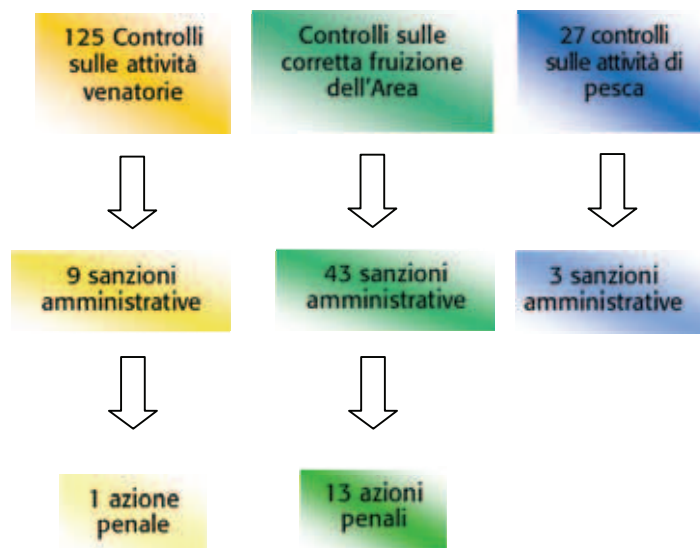 125 Controlli
sulle attività
venatorie
Controlli sulle
corretta fruizione
dell'Area
27 controlli
sulle attività di
pesca
9 sanzioni
amministrative
43 sanzioni
amministrative
3 sanzioni
amministrative
1 azione
penale
13 azioni
penali